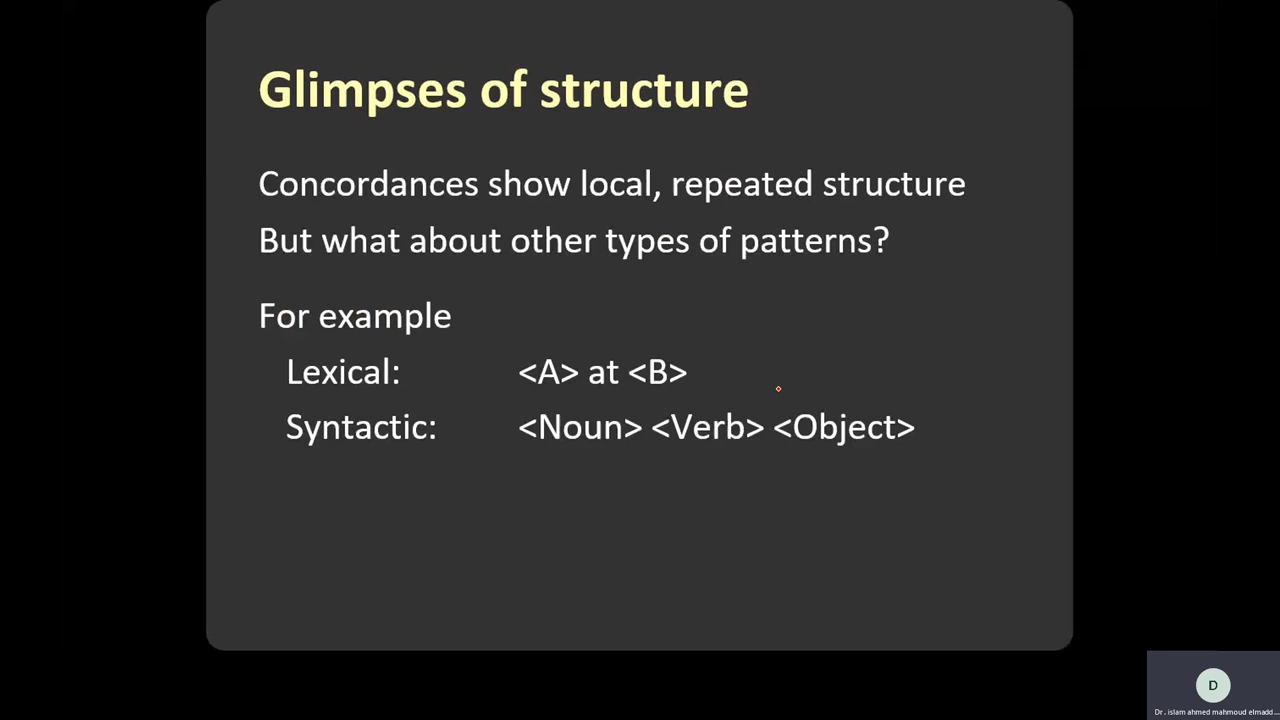 Glimpses of structure
Concordances show local, repeated structure
But what about other types of patterns?
For example
Lexical: <A> at <B>
Syntactic: <Noun> <Verb> <Object>
D
Dr. islam ahmed mahmoud elmadd...